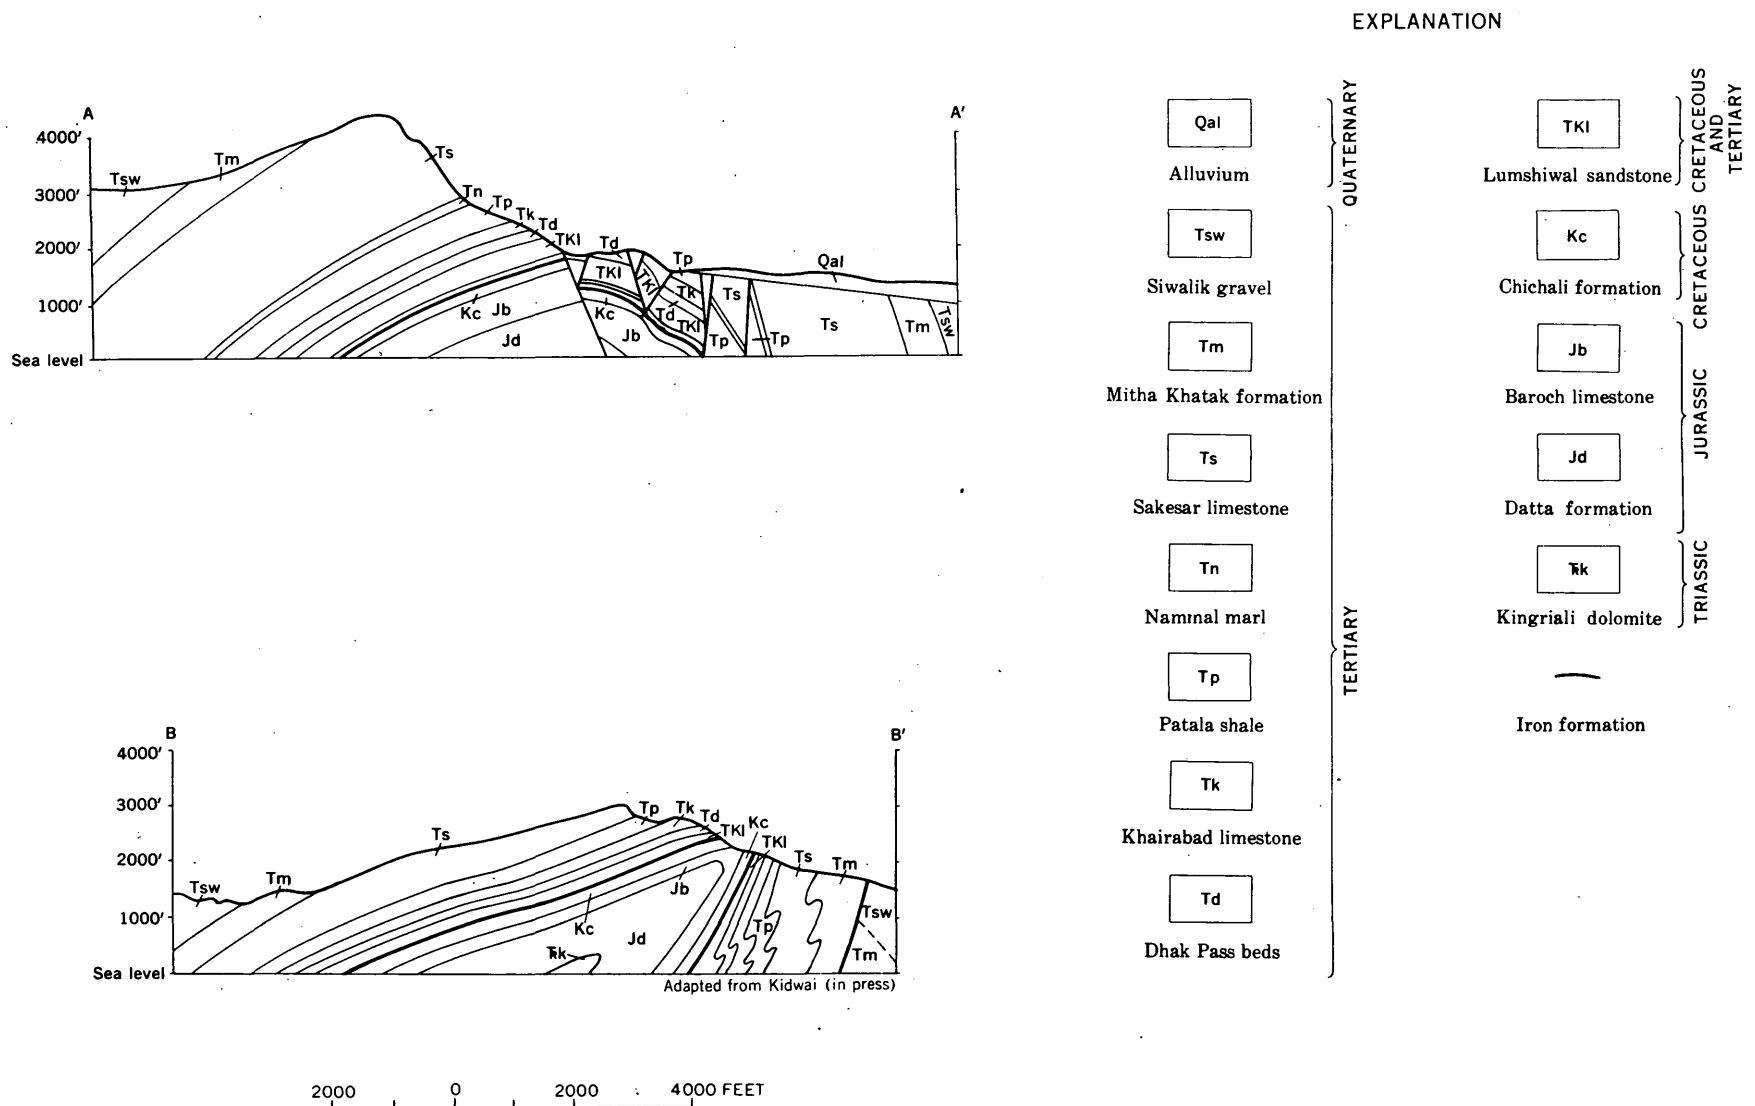 EXPLANATION
A
A'
4000'
3000'
2000'
1000'
Sea level
Tsw
Tm
Ts
Tn
Tp
Tk
Td
TKl
Td
Tp
Qal
TKl
TKl
Tk
Ts
Kc
Jb
Kc
Td
TKl
Jd
Jb
Tp
Tp
Ts
Tm
Tsw
B
B'
4000'
3000'
2000'
1000'
Sea level
Tsw
Tm
Ts
Tp
Tk
Td
TKl
Kc
TKl
Ts
Tm
Jb
Kc
Jd
Tp
Tsw
Tm
Ꞧk
Adapted from Kidwai (in press)
2000
0
2000
4000 FEET
Qal
Alluvium
QUATERNARY
Tsw
Siwalik gravel
Tm
Mitha Khatak formation
Ts
Sakesar limestone
Tn
Nammal marl
Tp
Patala shale
Tk
Khairabad limestone
Td
Dhak Pass beds
TERTIARY
TKl
Lumshiwal sandstone
CRETACEOUS
AND
TERTIARY
Kc
Chichali formation
CRETACEOUS
Jb
Baroch limestone
Jd
Datta formation
JURASSIC
Ꞧk
Kingriali dolomite
TRIASSIC
Iron formation